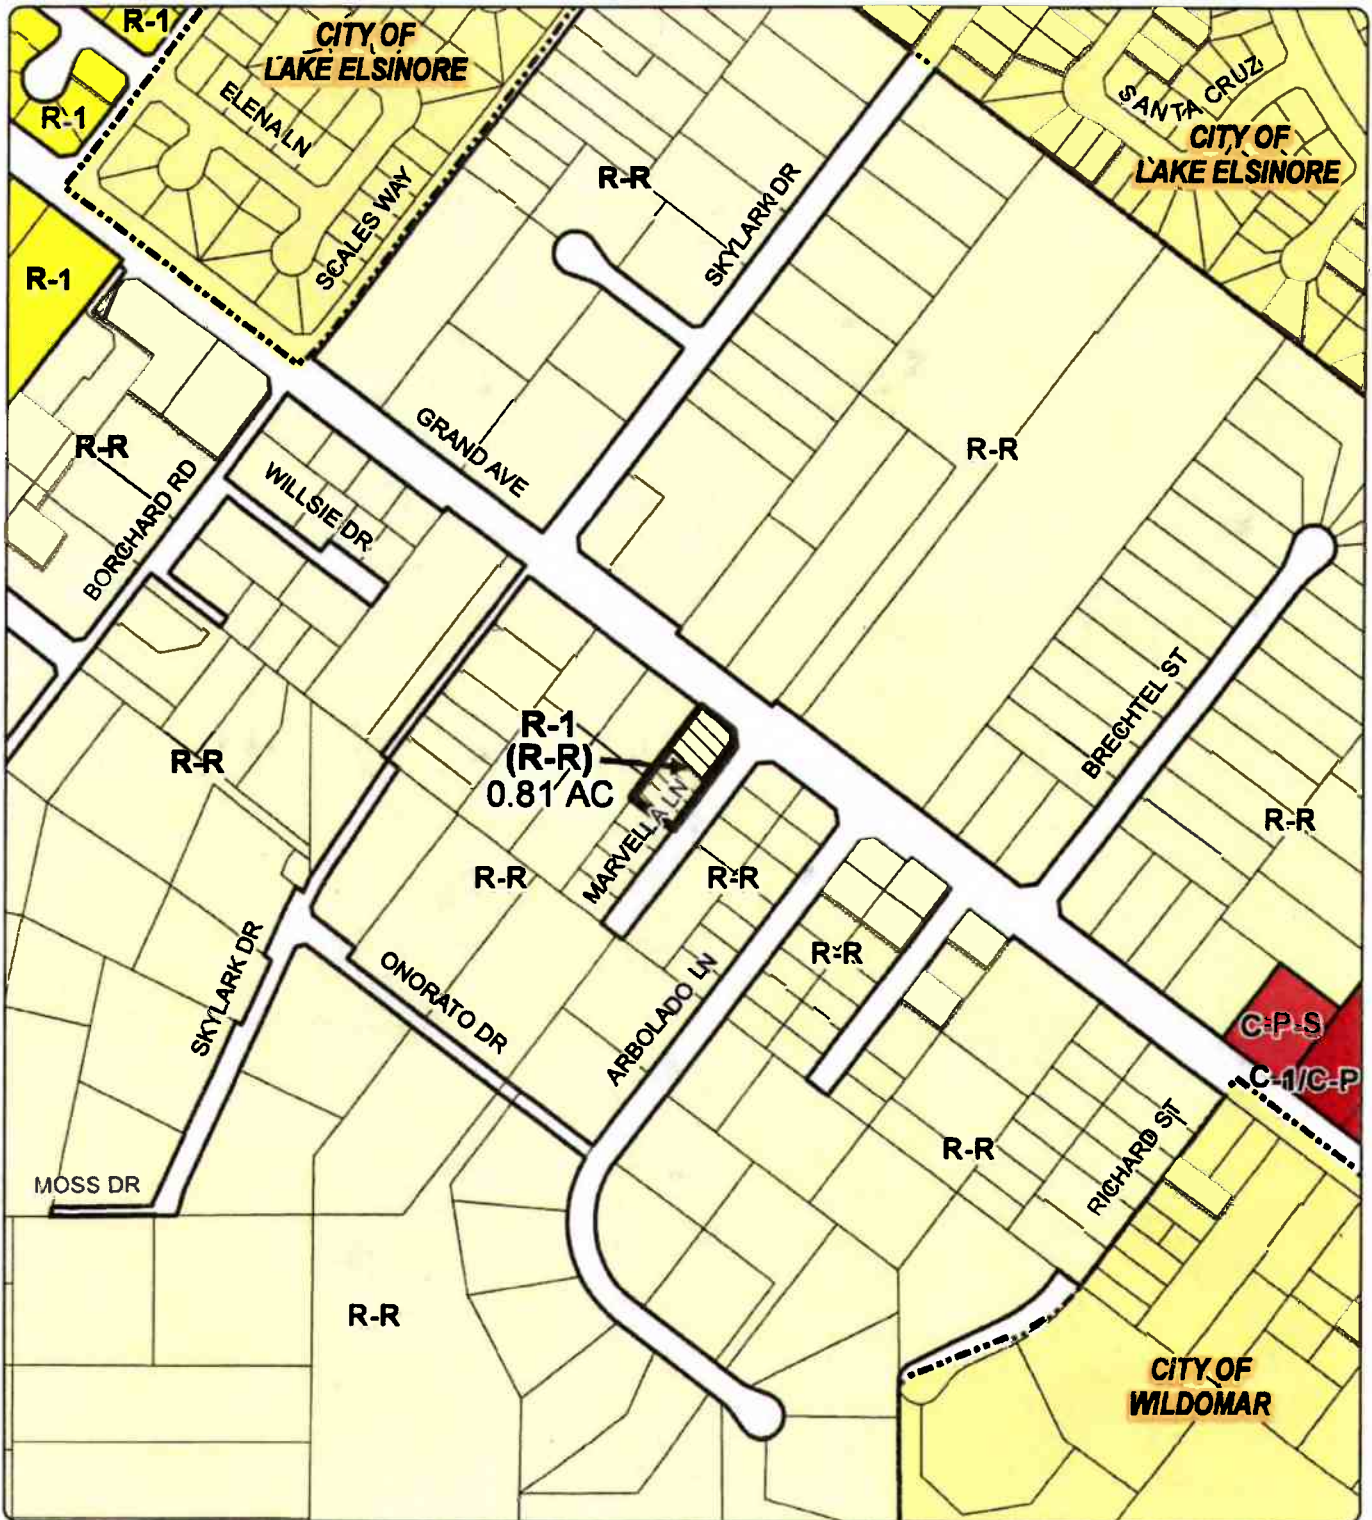 R-1
CITY OF
LAKE ELSINORE
R-1
ELENA LN
SANTA CRUZ
CITY OF
LAKE ELSINORE
R-R
SKYLARK DR
SCALES WAY
R-1
GRAND AVE
R-R
R-R
WILLSIE DR
BORCHARD RD
BRECHTEL ST
R-1
(R-R)
0.81 AC
R-R
MARVELLA LN
R-R
R-R
R-R
R-R
SKYLARK DR
ONORATO DR
ARBOLADO LN
C-P-S
C-1/C-P
RICHARD ST
R-R
MOSS DR
R-R
CITY OF
WILDOMAR